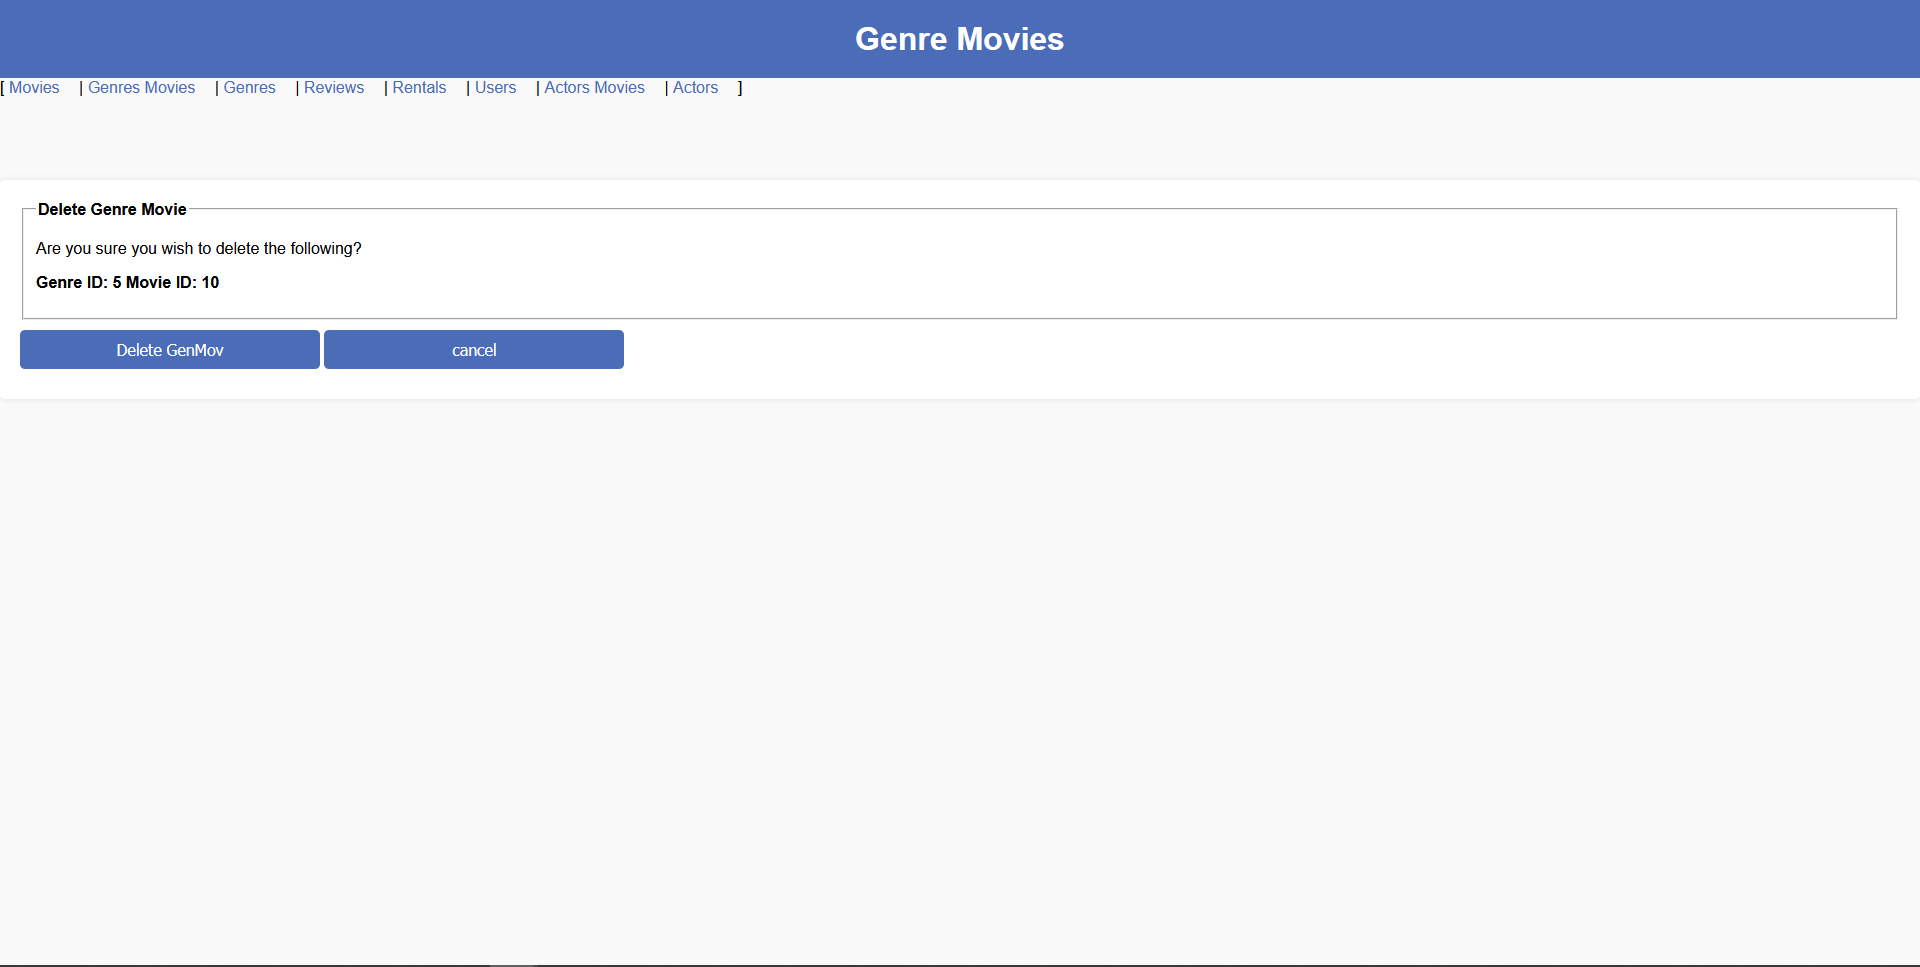 Genre Movies
[ Movies | Genres Movies | Genres | Reviews | Rentals | Users | Actors Movies | Actors ]
Delete Genre Movie
Are you sure you wish to delete the following?
Genre ID: 5 Movie ID: 10
Delete GenMov cancel